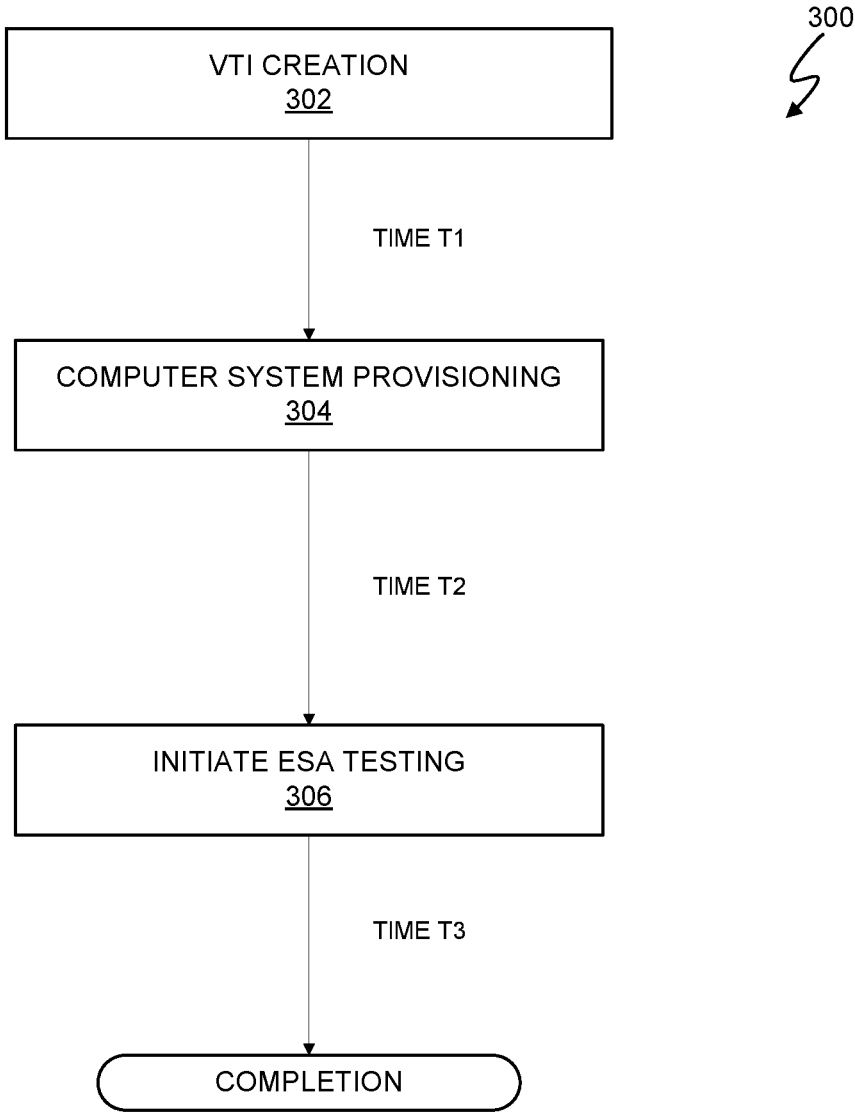 300
VTI CREATION
302
TIME T1
COMPUTER SYSTEM PROVISIONING
304
TIME T2
INITIATE ESA TESTING
306
TIME T3
COMPLETION